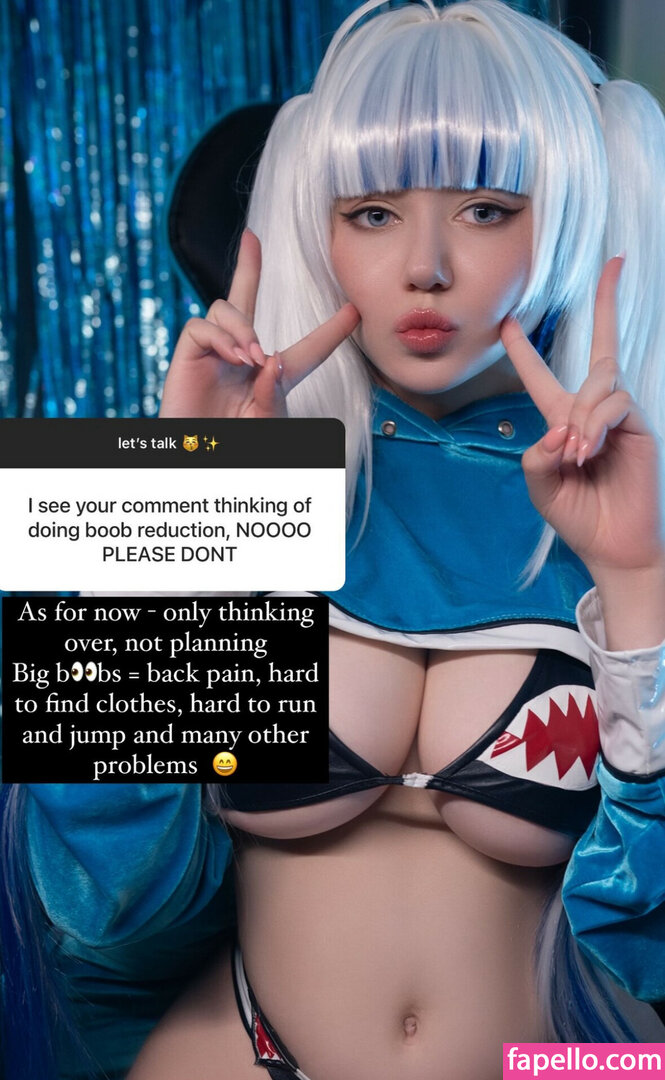 let's talk 😽✨
I see your comment thinking of
doing boob reduction, NOOOO
PLEASE DONT
As for now - only thinking
over, not planning
Big b👀bs = back pain, hard
to find clothes, hard to run
and jump and many other
problems 😄
fapello.com